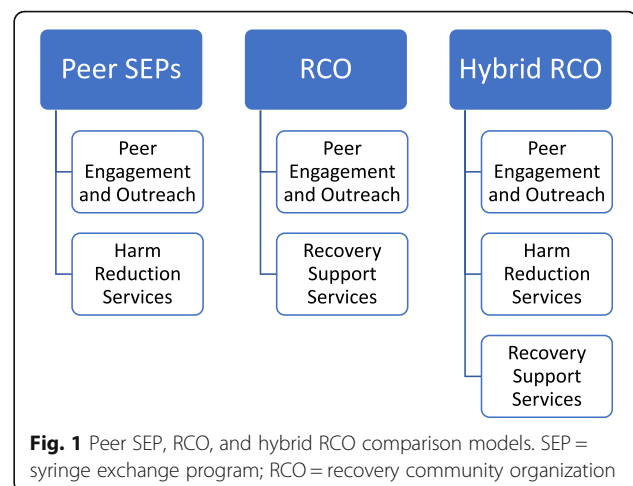 Peer SEPs
Peer
Engagement
and Outreach
Harm
Reduction
Services
RCO
Peer
Engagement
and Outreach
Recovery
Support
Services
Hybrid RCO
Peer
Engagement
and Outreach
Harm
Reduction
Services
Recovery
Support
Services
Fig. 1 Peer SEP, RCO, and hybrid RCO comparison models. SEP =
syringe exchange program; RCO = recovery community organization